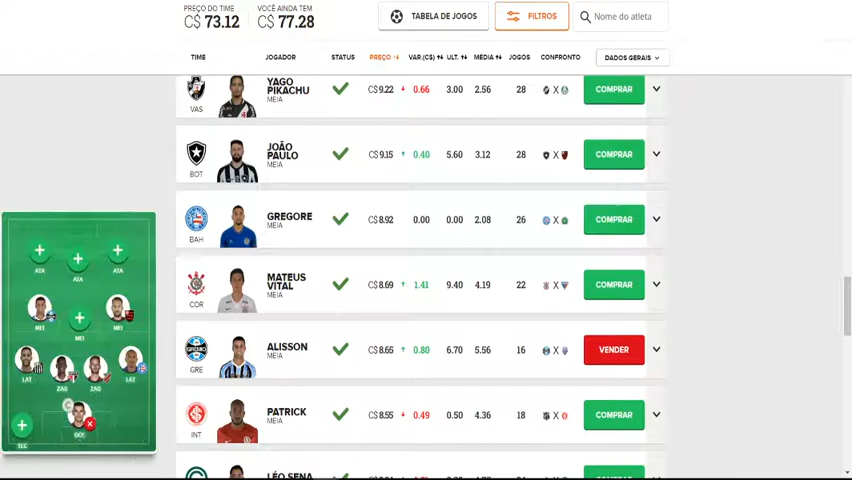 PREÇO DO TIME
C$ 73.12
VOCÊ AINDA TEM
C$ 77.28
TABELA DE JOGOS
FILTROS
Nome do atleta
TIME JOGADOR STATUS PREÇO VAR.(C$) ÚLT. MÉDIA JOGOS CONFRONTO DADOS GERAIS
YAGO
PIKACHU
MEIA
VAS
C$ 9.22 0.66 3.00 2.56 28 X COMPRAR
JOÃO
PAULO
MEIA
BOT
C$ 9.15 0.40 5.60 3.12 28 X COMPRAR
GREGORE
MEIA
BAH
C$ 8.92 0.00 0.00 2.08 26 X COMPRAR
MATEUS
VITAL
MEIA
COR
C$ 8.69 1.41 9.40 4.19 22 X COMPRAR
ALISSON
MEIA
GRE
C$ 8.65 0.80 6.70 5.56 16 X VENDER
PATRICK
MEIA
INT
C$ 8.55 0.49 0.50 4.36 18 X COMPRAR
LÉO SENA
ATA ATA ATA
MEI MEI MEI
LAT ZAG ZAG LAT
C
GOL
TEC